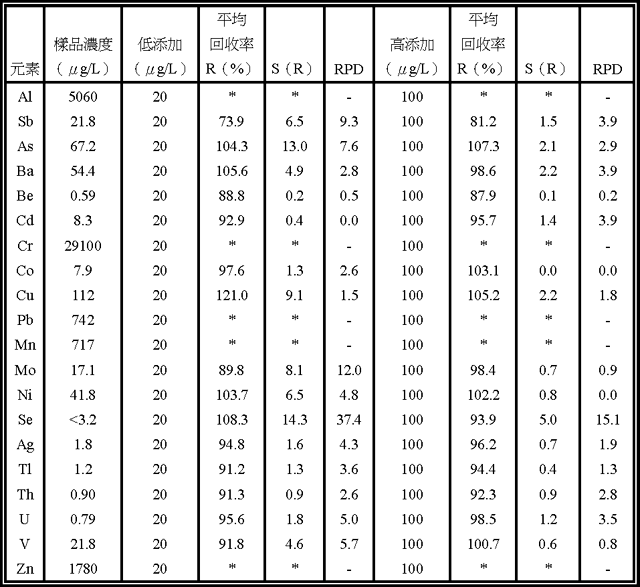 元素 樣品濃度（μg/L） 低添加（μg/L） 平均回收率R（%） S（R） RPD 高添加（μg/L） 平均回收率R（%） S（R） RPD
Al 5060 20 * * - 100 * * -
Sb 21.8 20 73.9 6.5 9.3 100 81.2 1.5 3.9
As 67.2 20 104.3 13.0 7.6 100 107.3 2.1 2.9
Ba 54.4 20 105.6 4.9 2.8 100 98.6 2.2 3.9
Be 0.59 20 88.8 0.2 0.5 100 87.9 0.1 0.2
Cd 8.3 20 92.9 0.4 0.0 100 95.7 1.4 3.9
Cr 29100 20 * * - 100 * * -
Co 7.9 20 97.6 1.3 2.6 100 103.1 0.0 0.0
Cu 112 20 121.0 9.1 1.5 100 105.2 2.2 1.8
Pb 742 20 * * - 100 * * -
Mn 717 20 * * - 100 * * -
Mo 17.1 20 89.8 8.1 12.0 100 98.4 0.7 0.9
Ni 41.8 20 103.7 6.5 4.8 100 102.2 0.8 0.0
Se <3.2 20 108.3 14.3 37.4 100 93.9 5.0 15.1
Ag 1.8 20 94.8 1.6 4.3 100 96.2 0.7 1.9
Tl 1.2 20 91.2 1.3 3.6 100 94.4 0.4 1.3
Th 0.90 20 91.3 0.9 2.6 100 92.3 0.9 2.8
U 0.79 20 95.6 1.8 5.0 100 98.5 1.2 3.5
V 21.8 20 91.8 4.6 5.7 100 100.7 0.6 0.8
Zn 1780 20 * * - 100 * * -